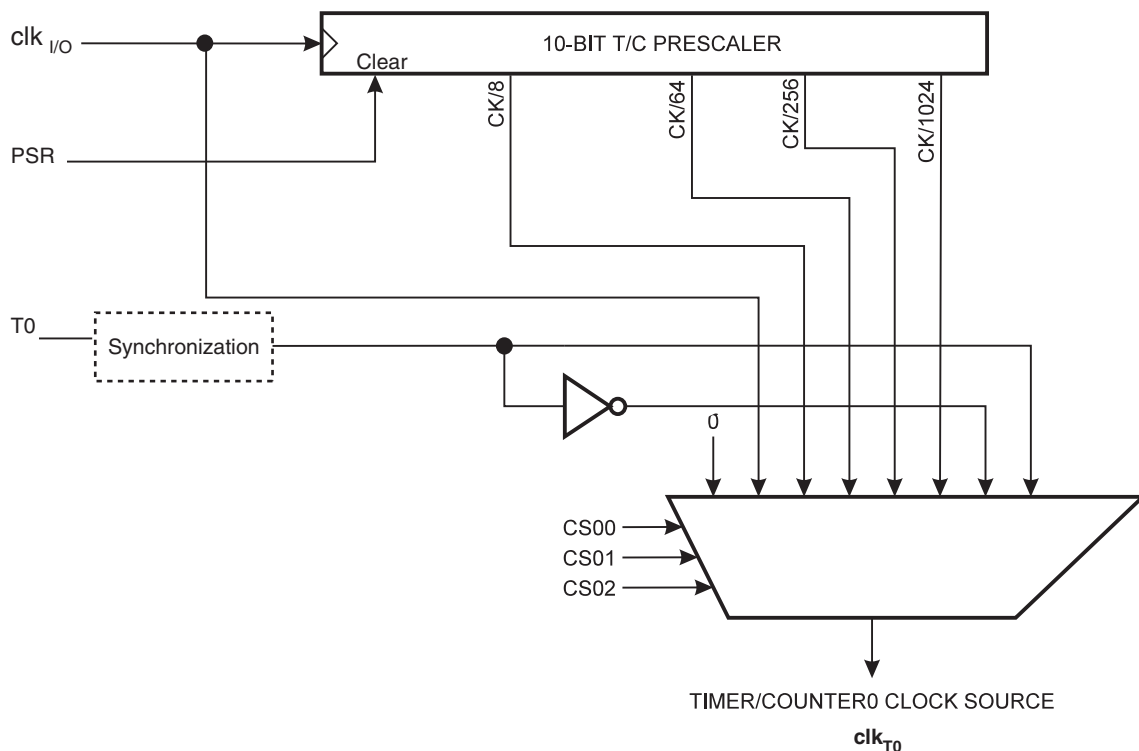 clk I/O
10-BIT T/C PRESCALER
Clear
CK/8
CK/64
CK/256
CK/1024
PSR
T0
Synchronization
0
CS00
CS01
CS02
TIMER/COUNTER0 CLOCK SOURCE
clkT0